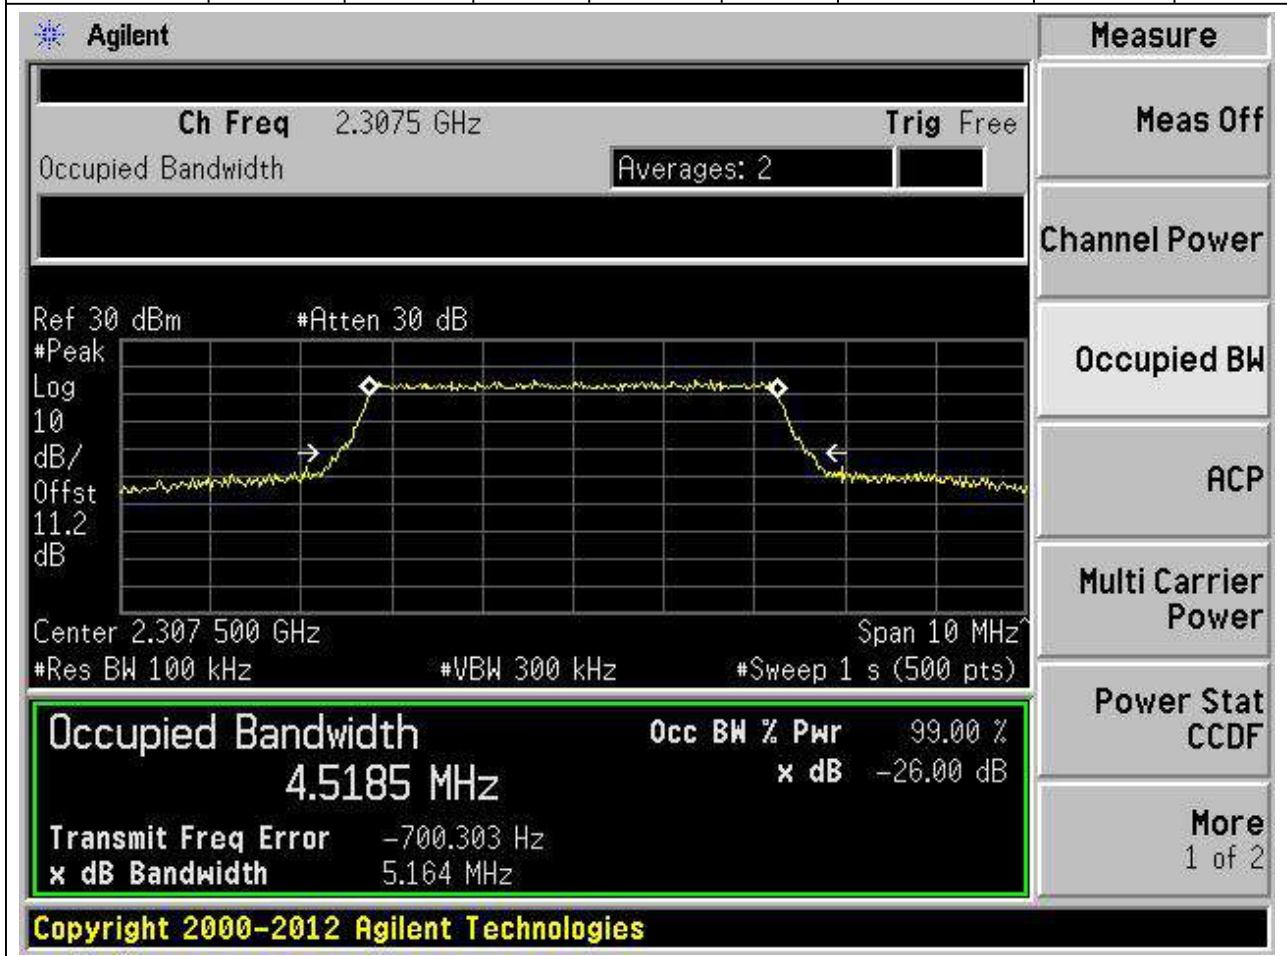 Agilent
Measure
Ch Freq 2.3075 GHz Trig Free
Meas Off
Occupied Bandwidth Averages: 2
Channel Power
Ref 30 dBm #Atten 30 dB
#Peak
Log
10
dB/
Offst
11.2
dB
Occupied BW
ACP
Center 2.307 500 GHz Span 10 MHz^
#Res BW 100 kHz #VBW 300 kHz #Sweep 1 s (500 pts)
Multi Carrier
Power
Occupied Bandwidth Occ BW % Pwr 99.00 %
4.5185 MHz x dB -26.00 dB
Power Stat
CCDF
Transmit Freq Error -700.303 Hz
x dB Bandwidth 5.164 MHz
More
1 of 2
Copyright 2000-2012 Agilent Technologies